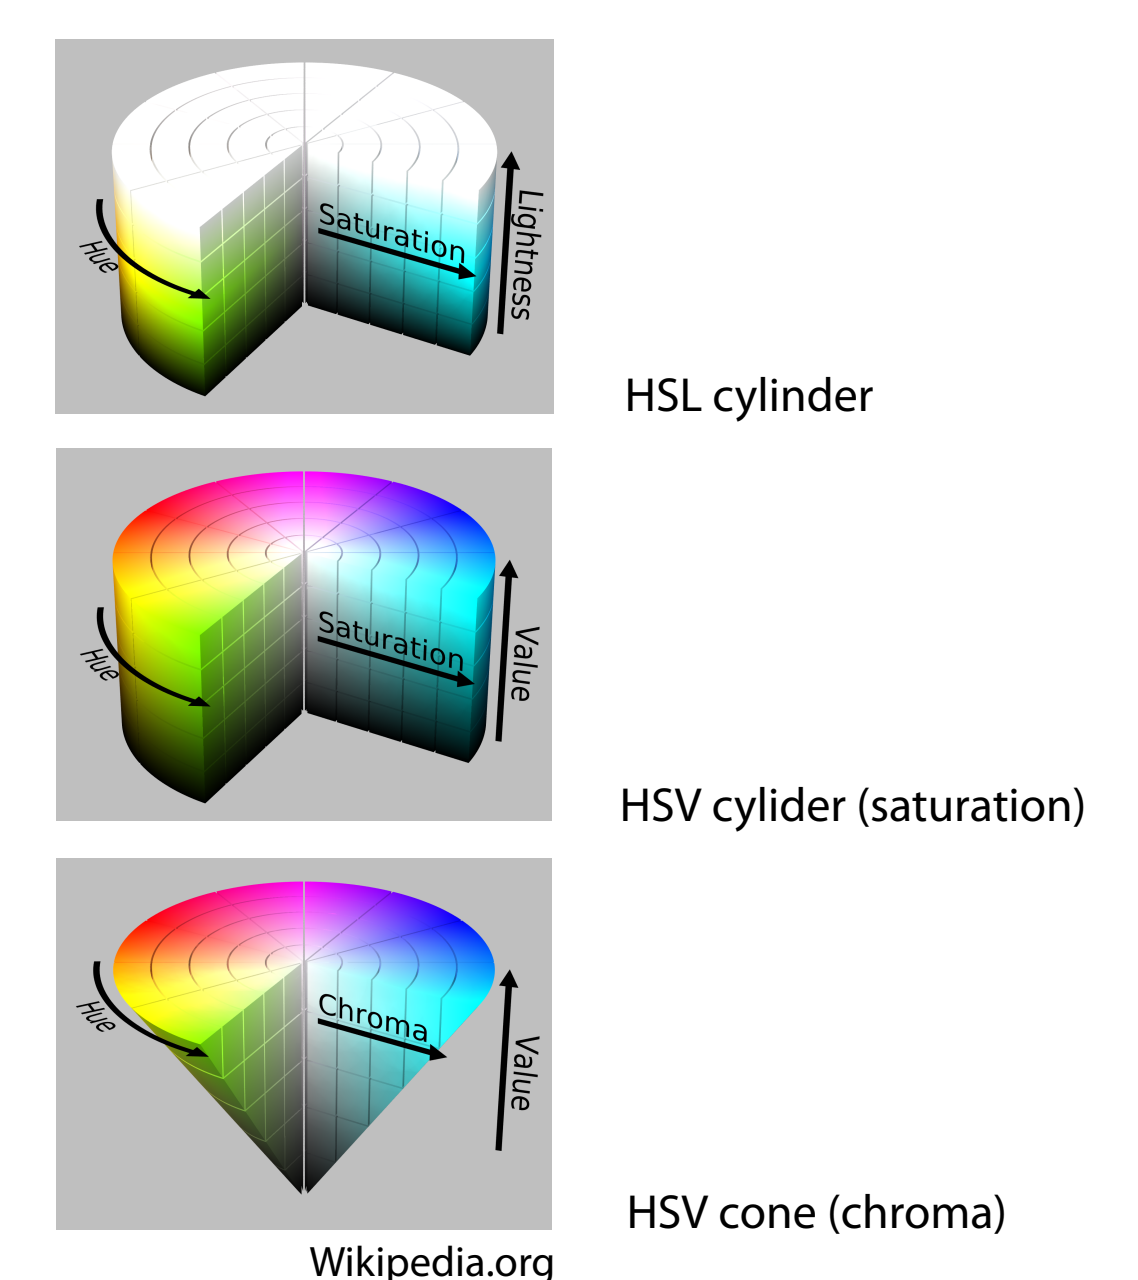 Saturation
Lightness
Hue
HSL cylinder
Saturation
Value
Hue
HSV cylider (saturation)
Chroma
Hue
Value
HSV cone (chroma)
Wikipedia.org